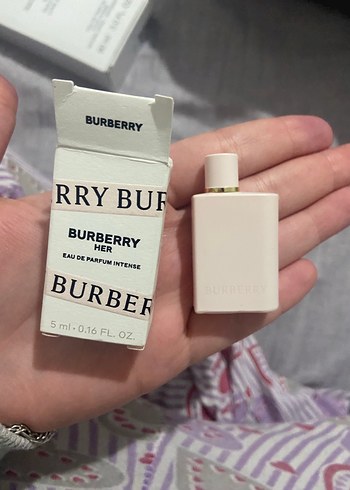 BURBERRY
RRY BUR
BURBERRY
HER
EAU DE PARFUM INTENSE
BURBER
5 ml · 0.16 FL. OZ.
BURBERRY